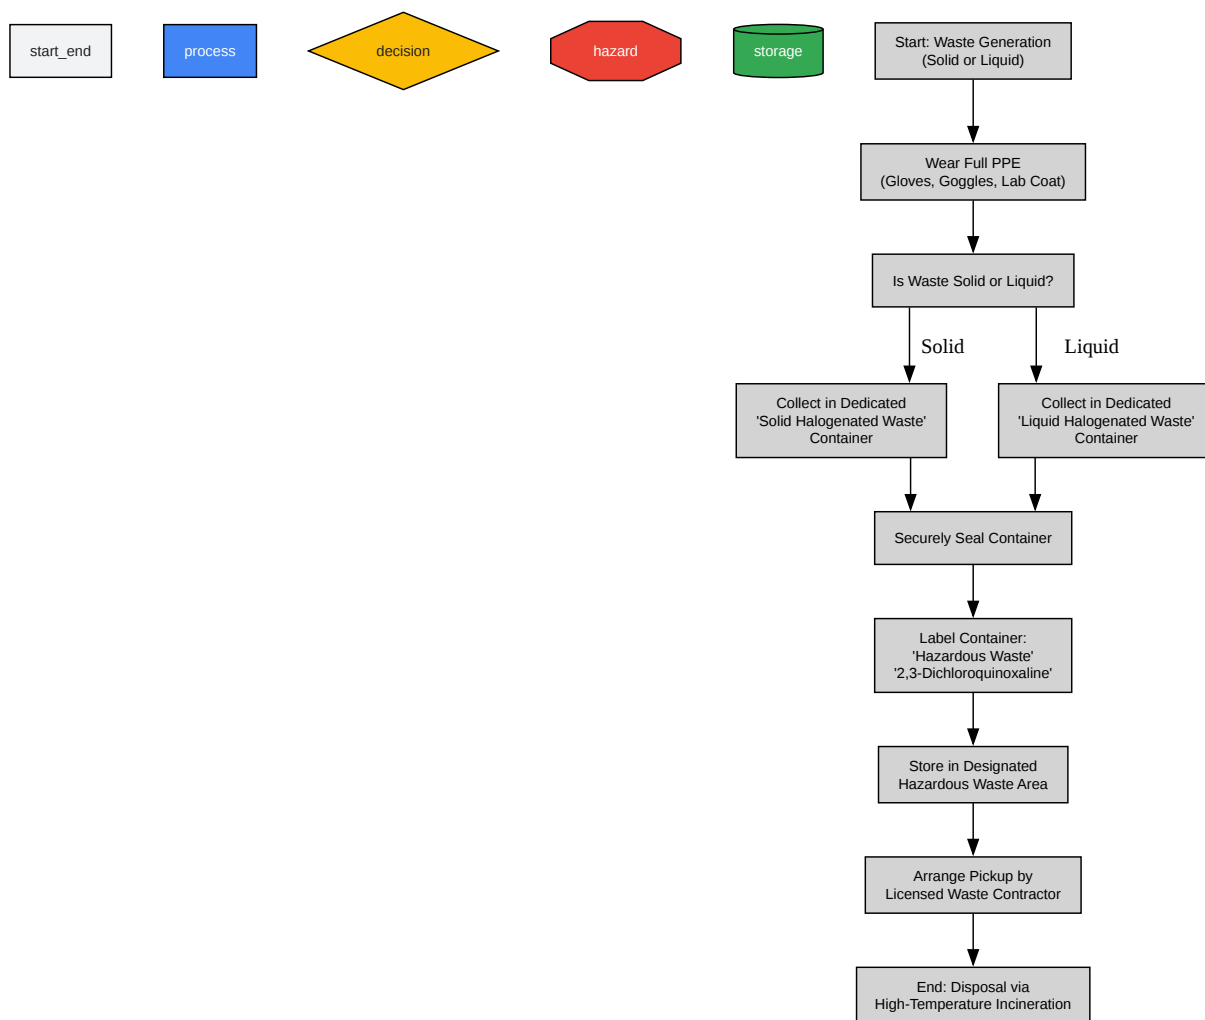 start_end
process
decision
hazard
storage
Start: Waste Generation
(Solid or Liquid)
Wear Full PPE
(Gloves, Goggles, Lab Coat)
Is Waste Solid or Liquid?
Solid
Liquid
Collect in Dedicated
'Solid Halogenated Waste'
Container
Collect in Dedicated
'Liquid Halogenated Waste'
Container
Securely Seal Container
Label Container:
'Hazardous Waste'
'2,3-Dichloroquinoxaline'
Store in Designated
Hazardous Waste Area
Arrange Pickup by
Licensed Waste Contractor
End: Disposal via
High-Temperature Incineration